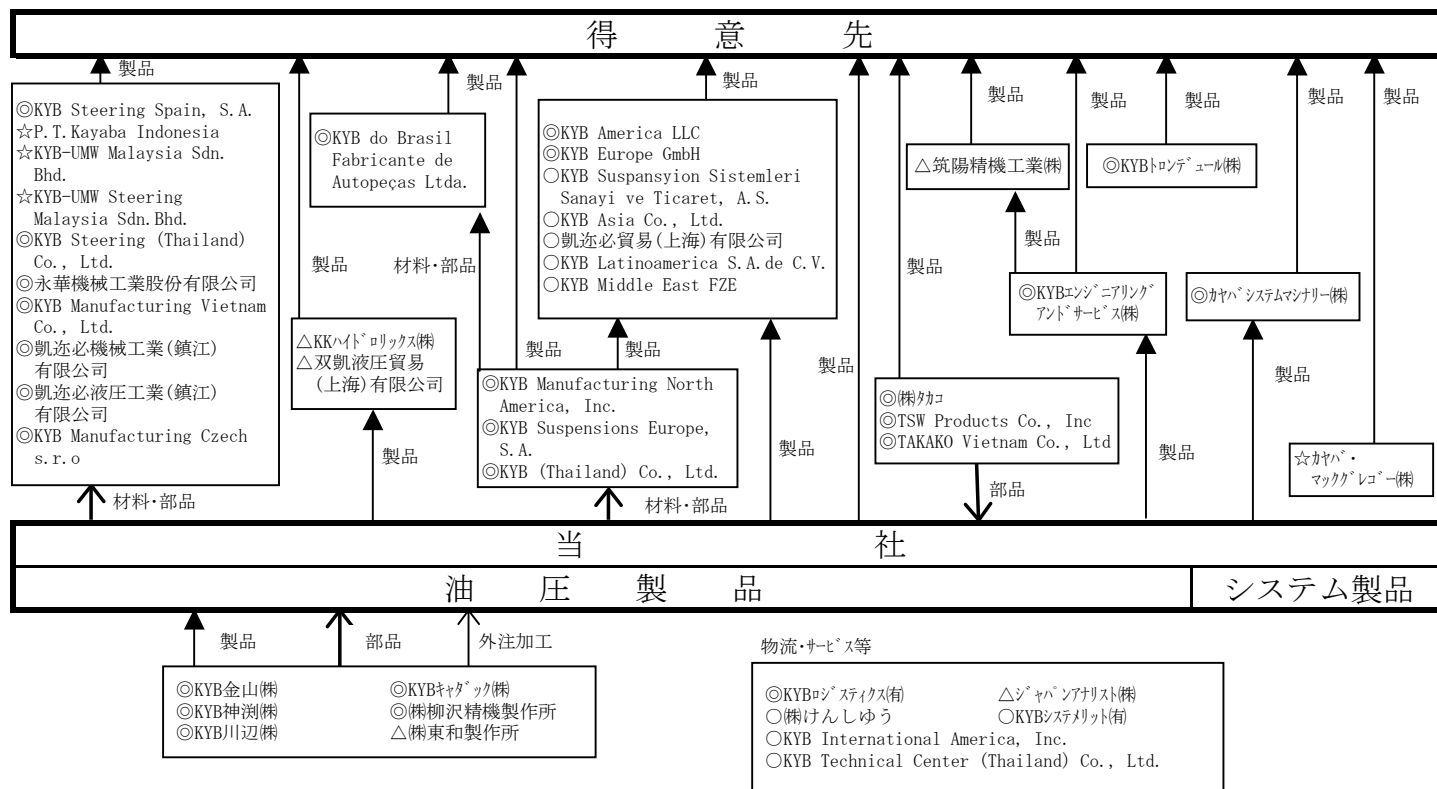 得意先
製品
◎KYB Steering Spain, S.A.
☆P.T.Kayaba Indonesia
☆KYB-UMW Malaysia Sdn.
Bhd.
☆KYB-UMW Steering
Malaysia Sdn.Bhd.
◎KYB Steering (Thailand)
Co., Ltd.
◎永華機械工業股份有限公司
◎KYB Manufacturing Vietnam
Co., Ltd.
◎凱迩必機械工業(鎮江)
有限公司
◎凱迩必液圧工業(鎮江)
有限公司
◎KYB Manufacturing Czech
s.r.o
材料・部品
製品
△KKハイドロリックス㈱
△双凱液圧貿易
(上海)有限公司
製品
製品
◎KYB do Brasil
Fabricante de
Autopeças Ltda.
材料・部品
製品
製品
◎KYB America LLC
◎KYB Europe GmbH
○KYB Suspansyion Sistemleri
Sanayi ve Ticaret, A.S.
○KYB Asia Co., Ltd.
○凱迩必貿易(上海)有限公司
○KYB Latinoamerica S.A.de C.V.
○KYB Middle East FZE
製品
◎KYB Manufacturing North
America, Inc.
◎KYB Suspensions Europe,
S.A.
◎KYB (Thailand) Co., Ltd.
材料・部品
製品
製品
製品
◎(株)タカコ
◎TSW Products Co., Inc
◎TAKAKO Vietnam Co., Ltd
部品
製品
△筑陽精機工業㈱
製品
製品
◎KYBエンジニアリング
アンドサービス㈱
製品
製品
◎KYBトロンデュール㈱
製品
◎カヤバシステムマシナリー㈱
製品
製品
☆カヤバ・
マックグレゴー㈱
当社
油圧製品
システム製品
製品
部品
外注加工
◎KYB金山㈱ ◎KYBキャダック㈱
◎KYB神渕㈱ ◎㈱柳沢精機製作所
◎KYB川辺㈱ △㈱東和製作所
物流・サービス等
◎KYBロジスティクス㈲ △ジャパンアナリスト㈱
○㈱けんしゆう ○KYBシステメリット㈲
○KYB International America, Inc.
○KYB Technical Center (Thailand) Co., Ltd.